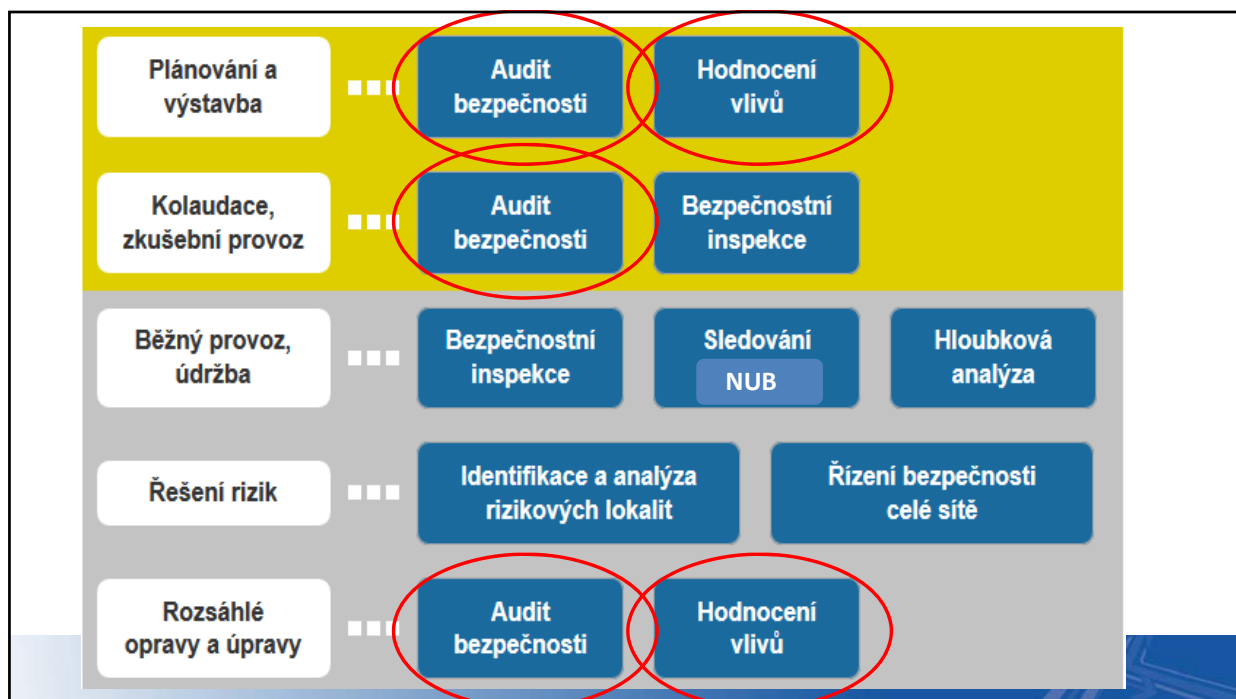 Plánování a
výstavba
Audit
bezpečnosti
Hodnocení
vlivů
Kolaudace,
zkušební provoz
Audit
bezpečnosti
Bezpečnostní
inspekce
Běžný provoz,
údržba
Bezpečnostní
inspekce
Sledování
NUB
Hloubková
analýza
Řešení rizik
Identifikace a analýza
rizikových lokalit
Řízení bezpečnosti
celé sítě
Rozsáhlé
opravy a úpravy
Audit
bezpečnosti
Hodnocení
vlivů